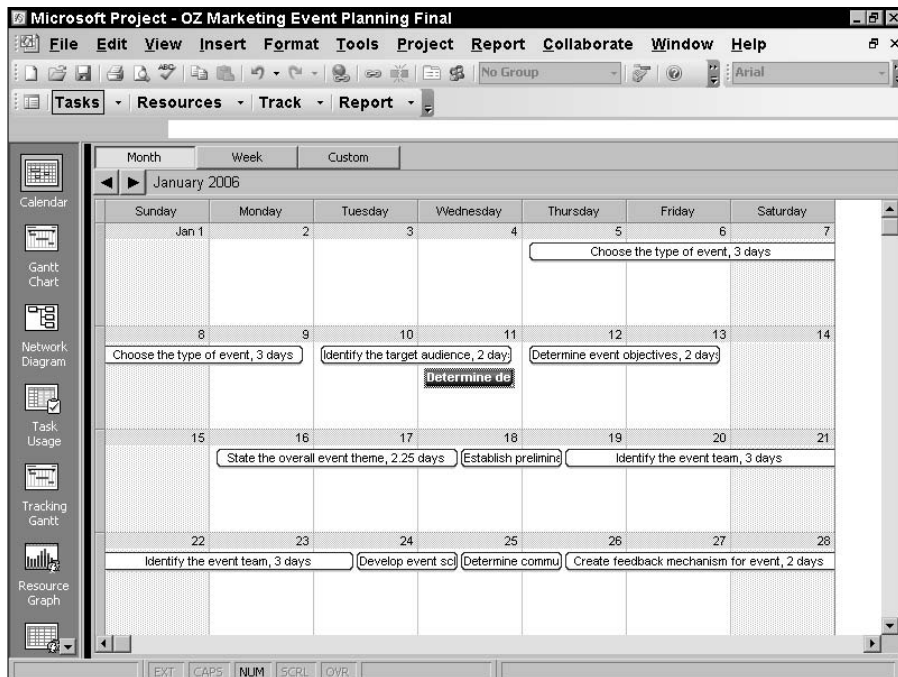 Microsoft Project - OZ Marketing Event Planning Final
File Edit View Insert Format Tools Project Report Collaborate Window Help
No Group Arial
Tasks Resources Track Report
Month Week Custom
January 2006
Calendar
Gantt
Chart
Network
Diagram
Task
Usage
Tracking
Gantt
Resource
Graph
Sunday Monday Tuesday Wednesday Thursday Friday Saturday
Jan 1 2 3 4 5 6 7
Choose the type of event, 3 days
8 9 10 11 12 13 14
Choose the type of event, 3 days Identify the target audience, 2 days Determine event objectives, 2 days
Determine de
15 16 17 18 19 20 21
State the overall event theme, 2.25 days Establish prelimina Identify the event team, 3 days
22 23 24 25 26 27 28
Identify the event team, 3 days Develop event scl Determine commu Create feedback mechanism for event, 2 days
EXT CAPS NUM SCRL OVR